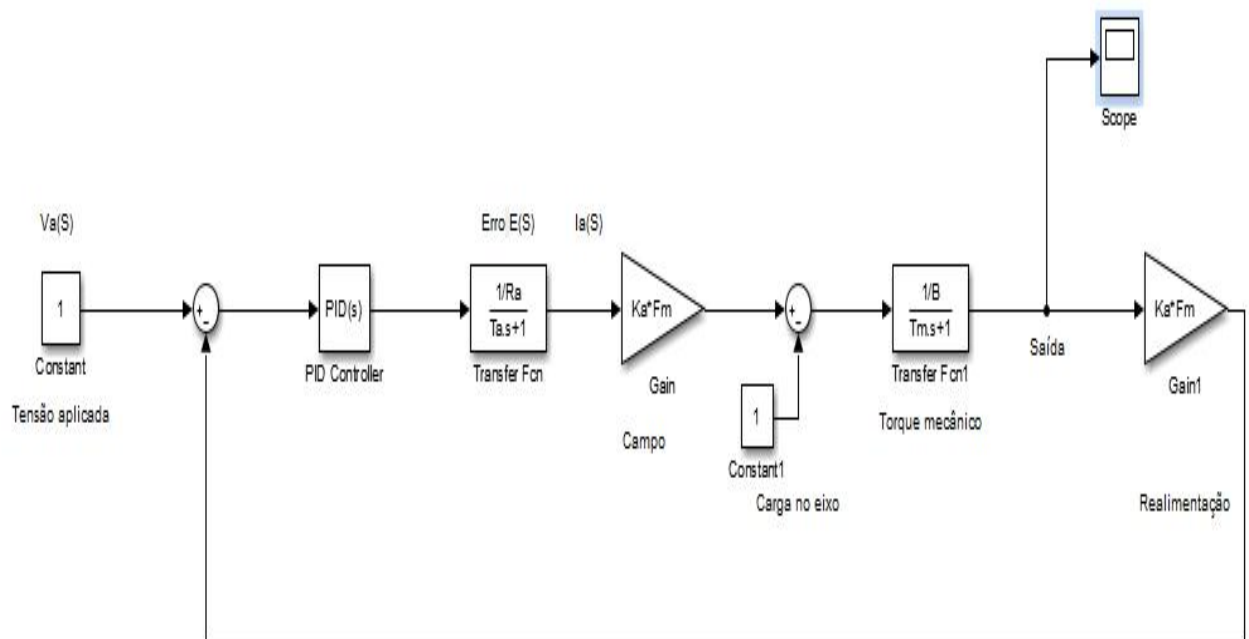 Scope
Va(S)
Erro E(S)
Ia(S)
1
+
-
PID(s)
1/Ra
Ta.s+1
Ka*Fm
+
-
1/B
Tm.s+1
Ka*Fm
Constant
PID Controller
Transfer Fcn
Gain
Transfer Fcn1
Saída
Gain1
Tensão aplicada
Campo
1
Constant1
Torque mecânico
Carga no eixo
Realimentação